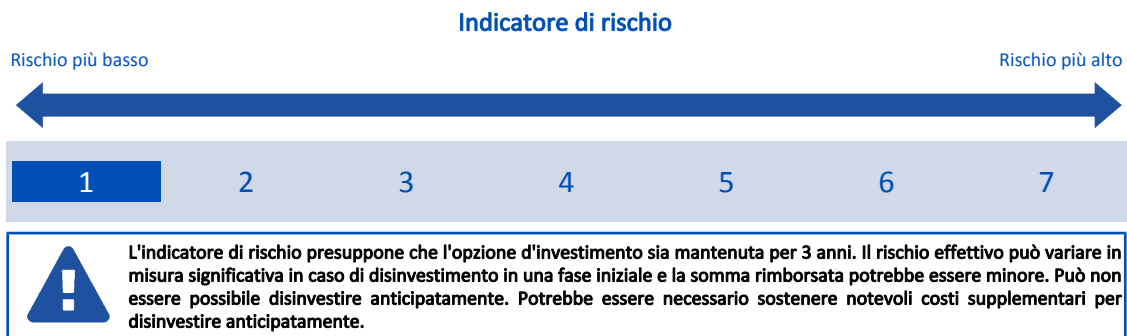 Indicatore di rischio
Rischio più basso
Rischio più alto
1 2 3 4 5 6 7
L'indicatore di rischio presuppone che l'opzione d'investimento sia mantenuta per 3 anni. Il rischio effettivo può variare in
misura significativa in caso di disinvestimento in una fase iniziale e la somma rimborsata potrebbe essere minore. Può non
essere possibile disinvestire anticipatamente. Potrebbe essere necessario sostenere notevoli costi supplementari per
disinvestire anticipatamente.